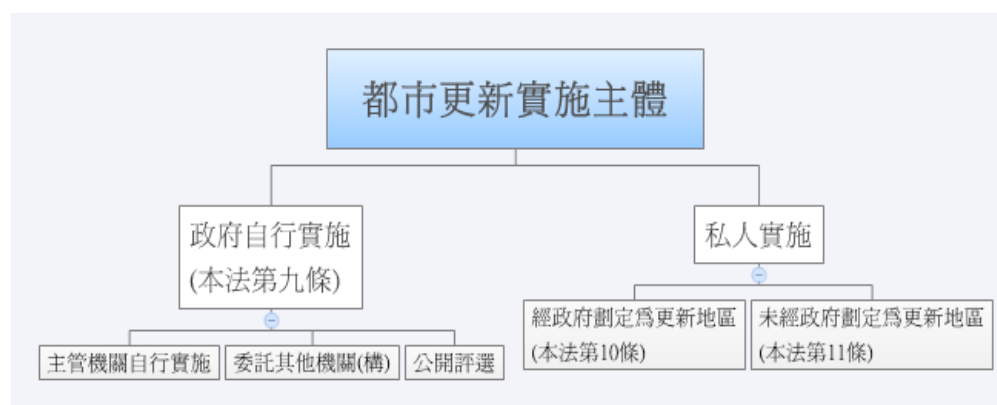 都市更新實施主體
政府自行實施
(本法第九條)
私人實施
主管機關自行實施
委託其他機關(構)
公開評選
經政府劃定爲更新地區
(本法第10條)
未經政府劃定爲更新地區
(本法第11條)